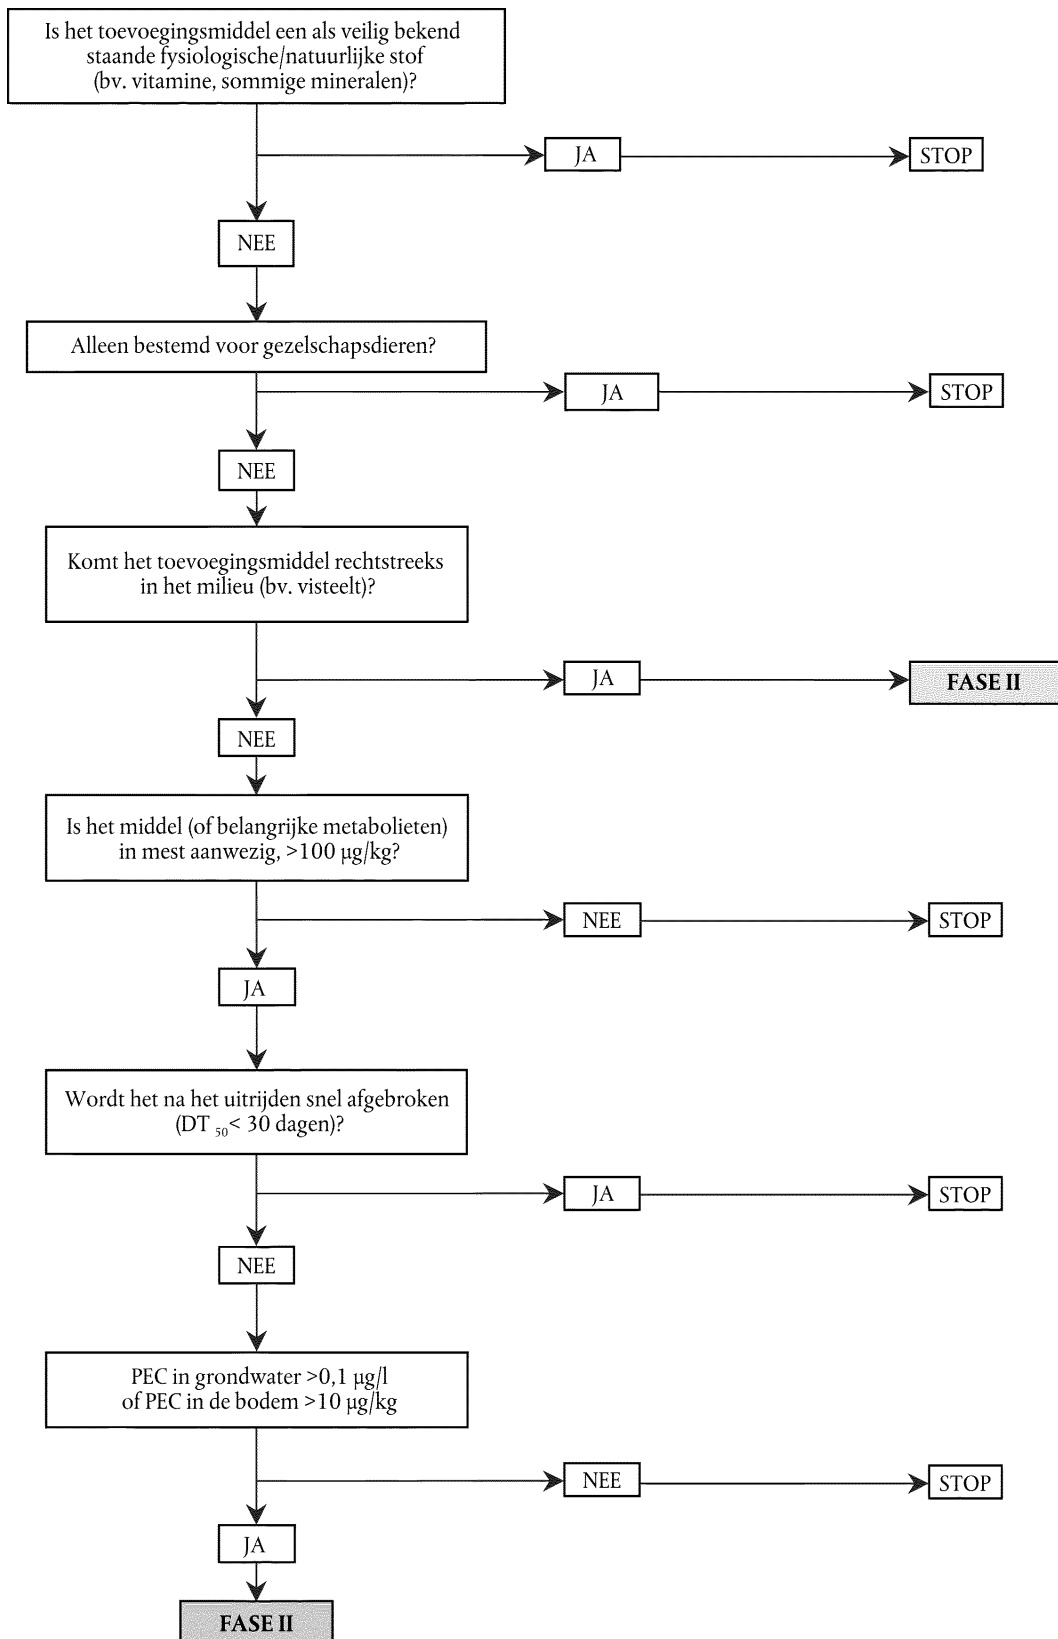 Is het toevoegingsmiddel een als veilig bekend
staande fysiologische/natuurlijke stof
(bv. vitamine, sommige mineralen)?
JA
STOP
NEE
Alleen bestemd voor gezelschapsdieren?
JA
STOP
NEE
Komt het toevoegingsmiddel rechtstreeks
in het milieu (bv. visteelt)?
JA
FASE II
NEE
Is het middel (of belangrijke metabolieten)
in mest aanwezig, >100 µg/kg?
NEE
STOP
JA
Wordt het na het uitrijden snel afgebroken
(DT 50< 30 dagen)?
JA
STOP
NEE
PEC in grondwater >0,1 µg/l
of PEC in de bodem >10 µg/kg
NEE
STOP
JA
FASE II